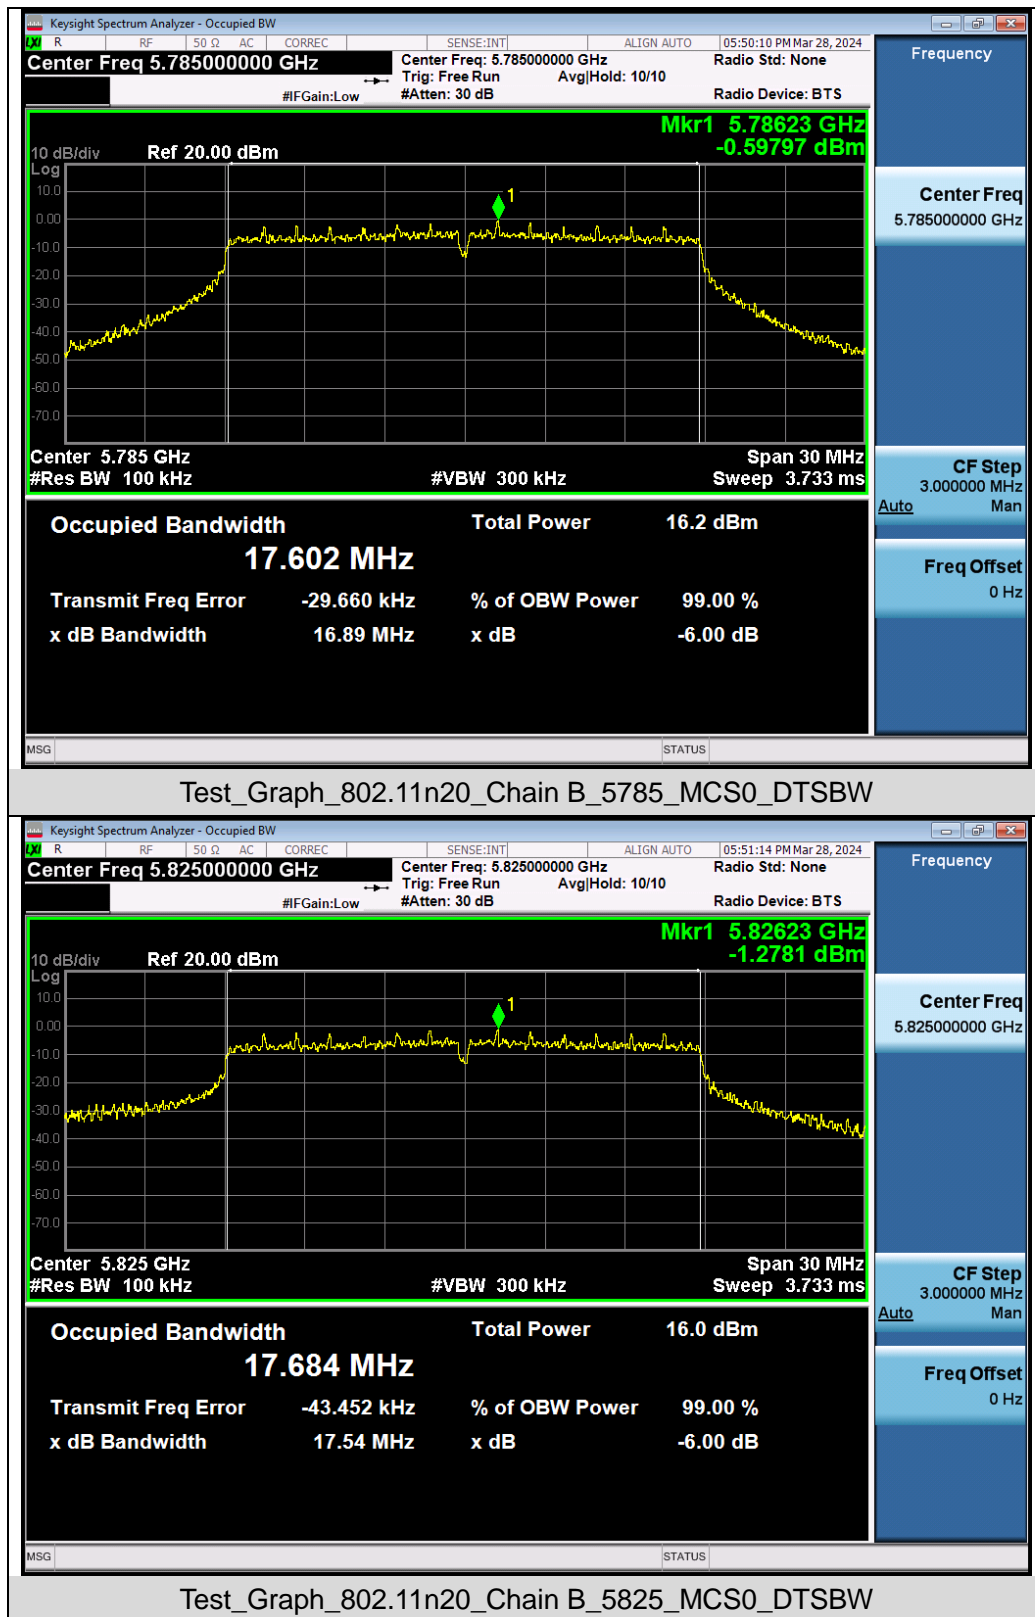 Keysight Spectrum Analyzer - Occupied BW
LXI R RF 50 Ω AC CORREC SENSE:INT ALIGN AUTO 05:50:10 PM Mar 28, 2024
Center Freq 5.785000000 GHz
Center Freq: 5.785000000 GHz Radio Std: None
Trig: Free Run Avg|Hold: 10/10
#IFGain:Low #Atten: 30 dB Radio Device: BTS
Frequency
Mkr1 5.78623 GHz
-0.59797 dBm
10 dB/div Ref 20.00 dBm
Log
10.0
0.00
-10.0
-20.0
-30.0
-40.0
-50.0
-60.0
-70.0
1
Center Freq
5.785000000 GHz
Center 5.785 GHz Span 30 MHz
#Res BW 100 kHz #VBW 300 kHz Sweep 3.733 ms
CF Step
3.000000 MHz
Auto Man
Occupied Bandwidth Total Power 16.2 dBm
17.602 MHz
Freq Offset
0 Hz
Transmit Freq Error -29.660 kHz % of OBW Power 99.00 %
x dB Bandwidth 16.89 MHz x dB -6.00 dB
MSG STATUS
Test_Graph_802.11n20_Chain B_5785_MCS0_DTSBW
Keysight Spectrum Analyzer - Occupied BW
LXI R RF 50 Ω AC CORREC SENSE:INT ALIGN AUTO 05:51:14 PM Mar 28, 2024
Center Freq 5.825000000 GHz
Center Freq: 5.825000000 GHz Radio Std: None
Trig: Free Run Avg|Hold: 10/10
#IFGain:Low #Atten: 30 dB Radio Device: BTS
Frequency
Mkr1 5.82623 GHz
-1.2781 dBm
10 dB/div Ref 20.00 dBm
Log
10.0
0.00
-10.0
-20.0
-30.0
-40.0
-50.0
-60.0
-70.0
1
Center Freq
5.825000000 GHz
Center 5.825 GHz Span 30 MHz
#Res BW 100 kHz #VBW 300 kHz Sweep 3.733 ms
CF Step
3.000000 MHz
Auto Man
Occupied Bandwidth Total Power 16.0 dBm
17.684 MHz
Freq Offset
0 Hz
Transmit Freq Error -43.452 kHz % of OBW Power 99.00 %
x dB Bandwidth 17.54 MHz x dB -6.00 dB
MSG STATUS
Test_Graph_802.11n20_Chain B_5825_MCS0_DTSBW